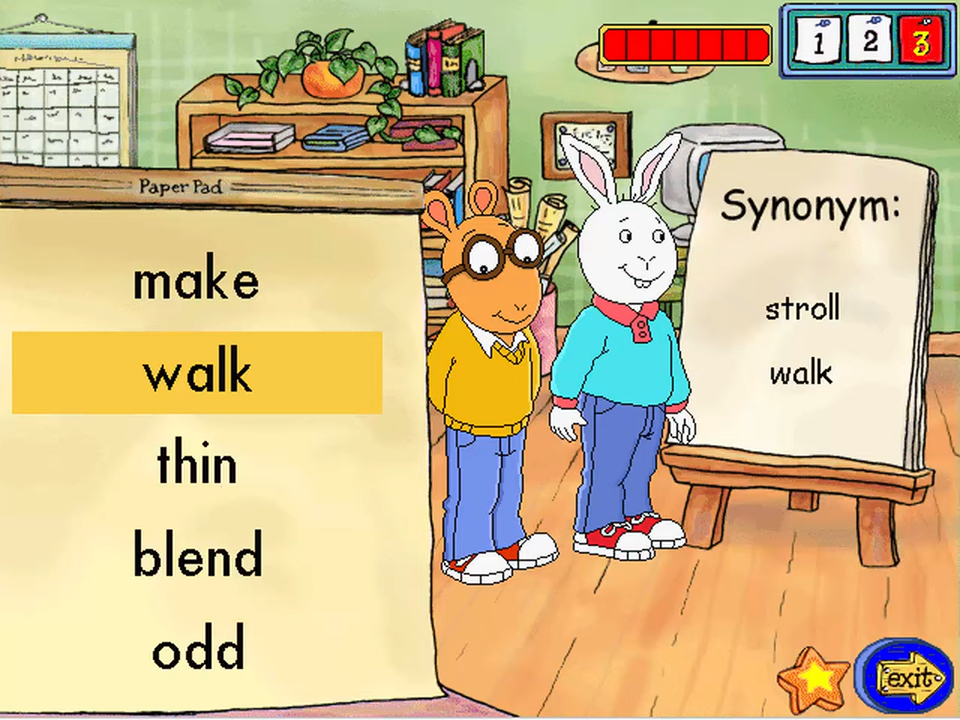 1 2 3
Paper Pad
make
walk
thin
blend
odd
Synonym:
stroll
walk
exit